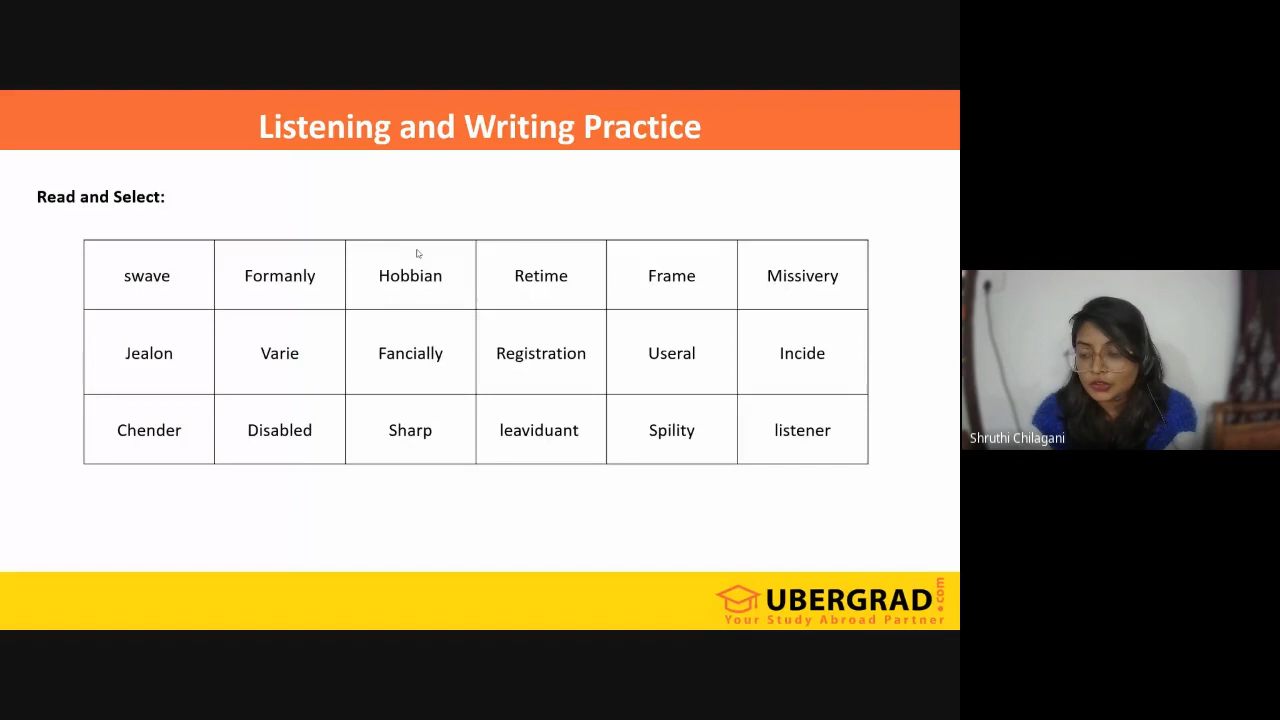 Listening and Writing Practice
Read and Select:
swave Formanly Hobbian Retime Frame Missivery
Jealon Varie Fancially Registration Useral Incide
Chender Disabled Sharp leaviduant Spility listener
Shruthi Chilagani
UBERGRAD.com
Your Study Abroad Partner